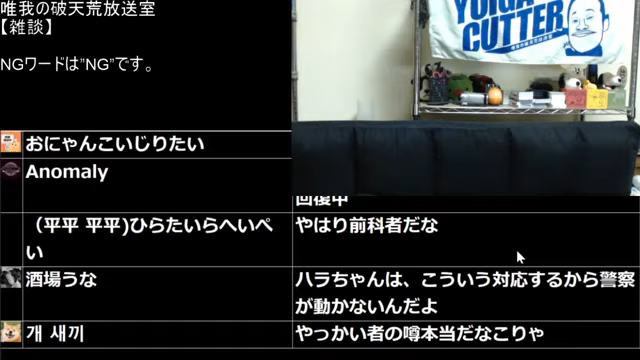 唯我の破天荒放送室
【雑談】
NGワードは"NG"です。
YUIGA
CUTTER
おにゃんこいじりたい
Anomaly
回復中
（平平 平平)ひらたいらへいぺ
い
やはり前科者だな
酒場うな
ハラちゃんは、こういう対応するから警察
が動かないんだよ
개 새끼
やっかい者の噂本当だなこりゃ